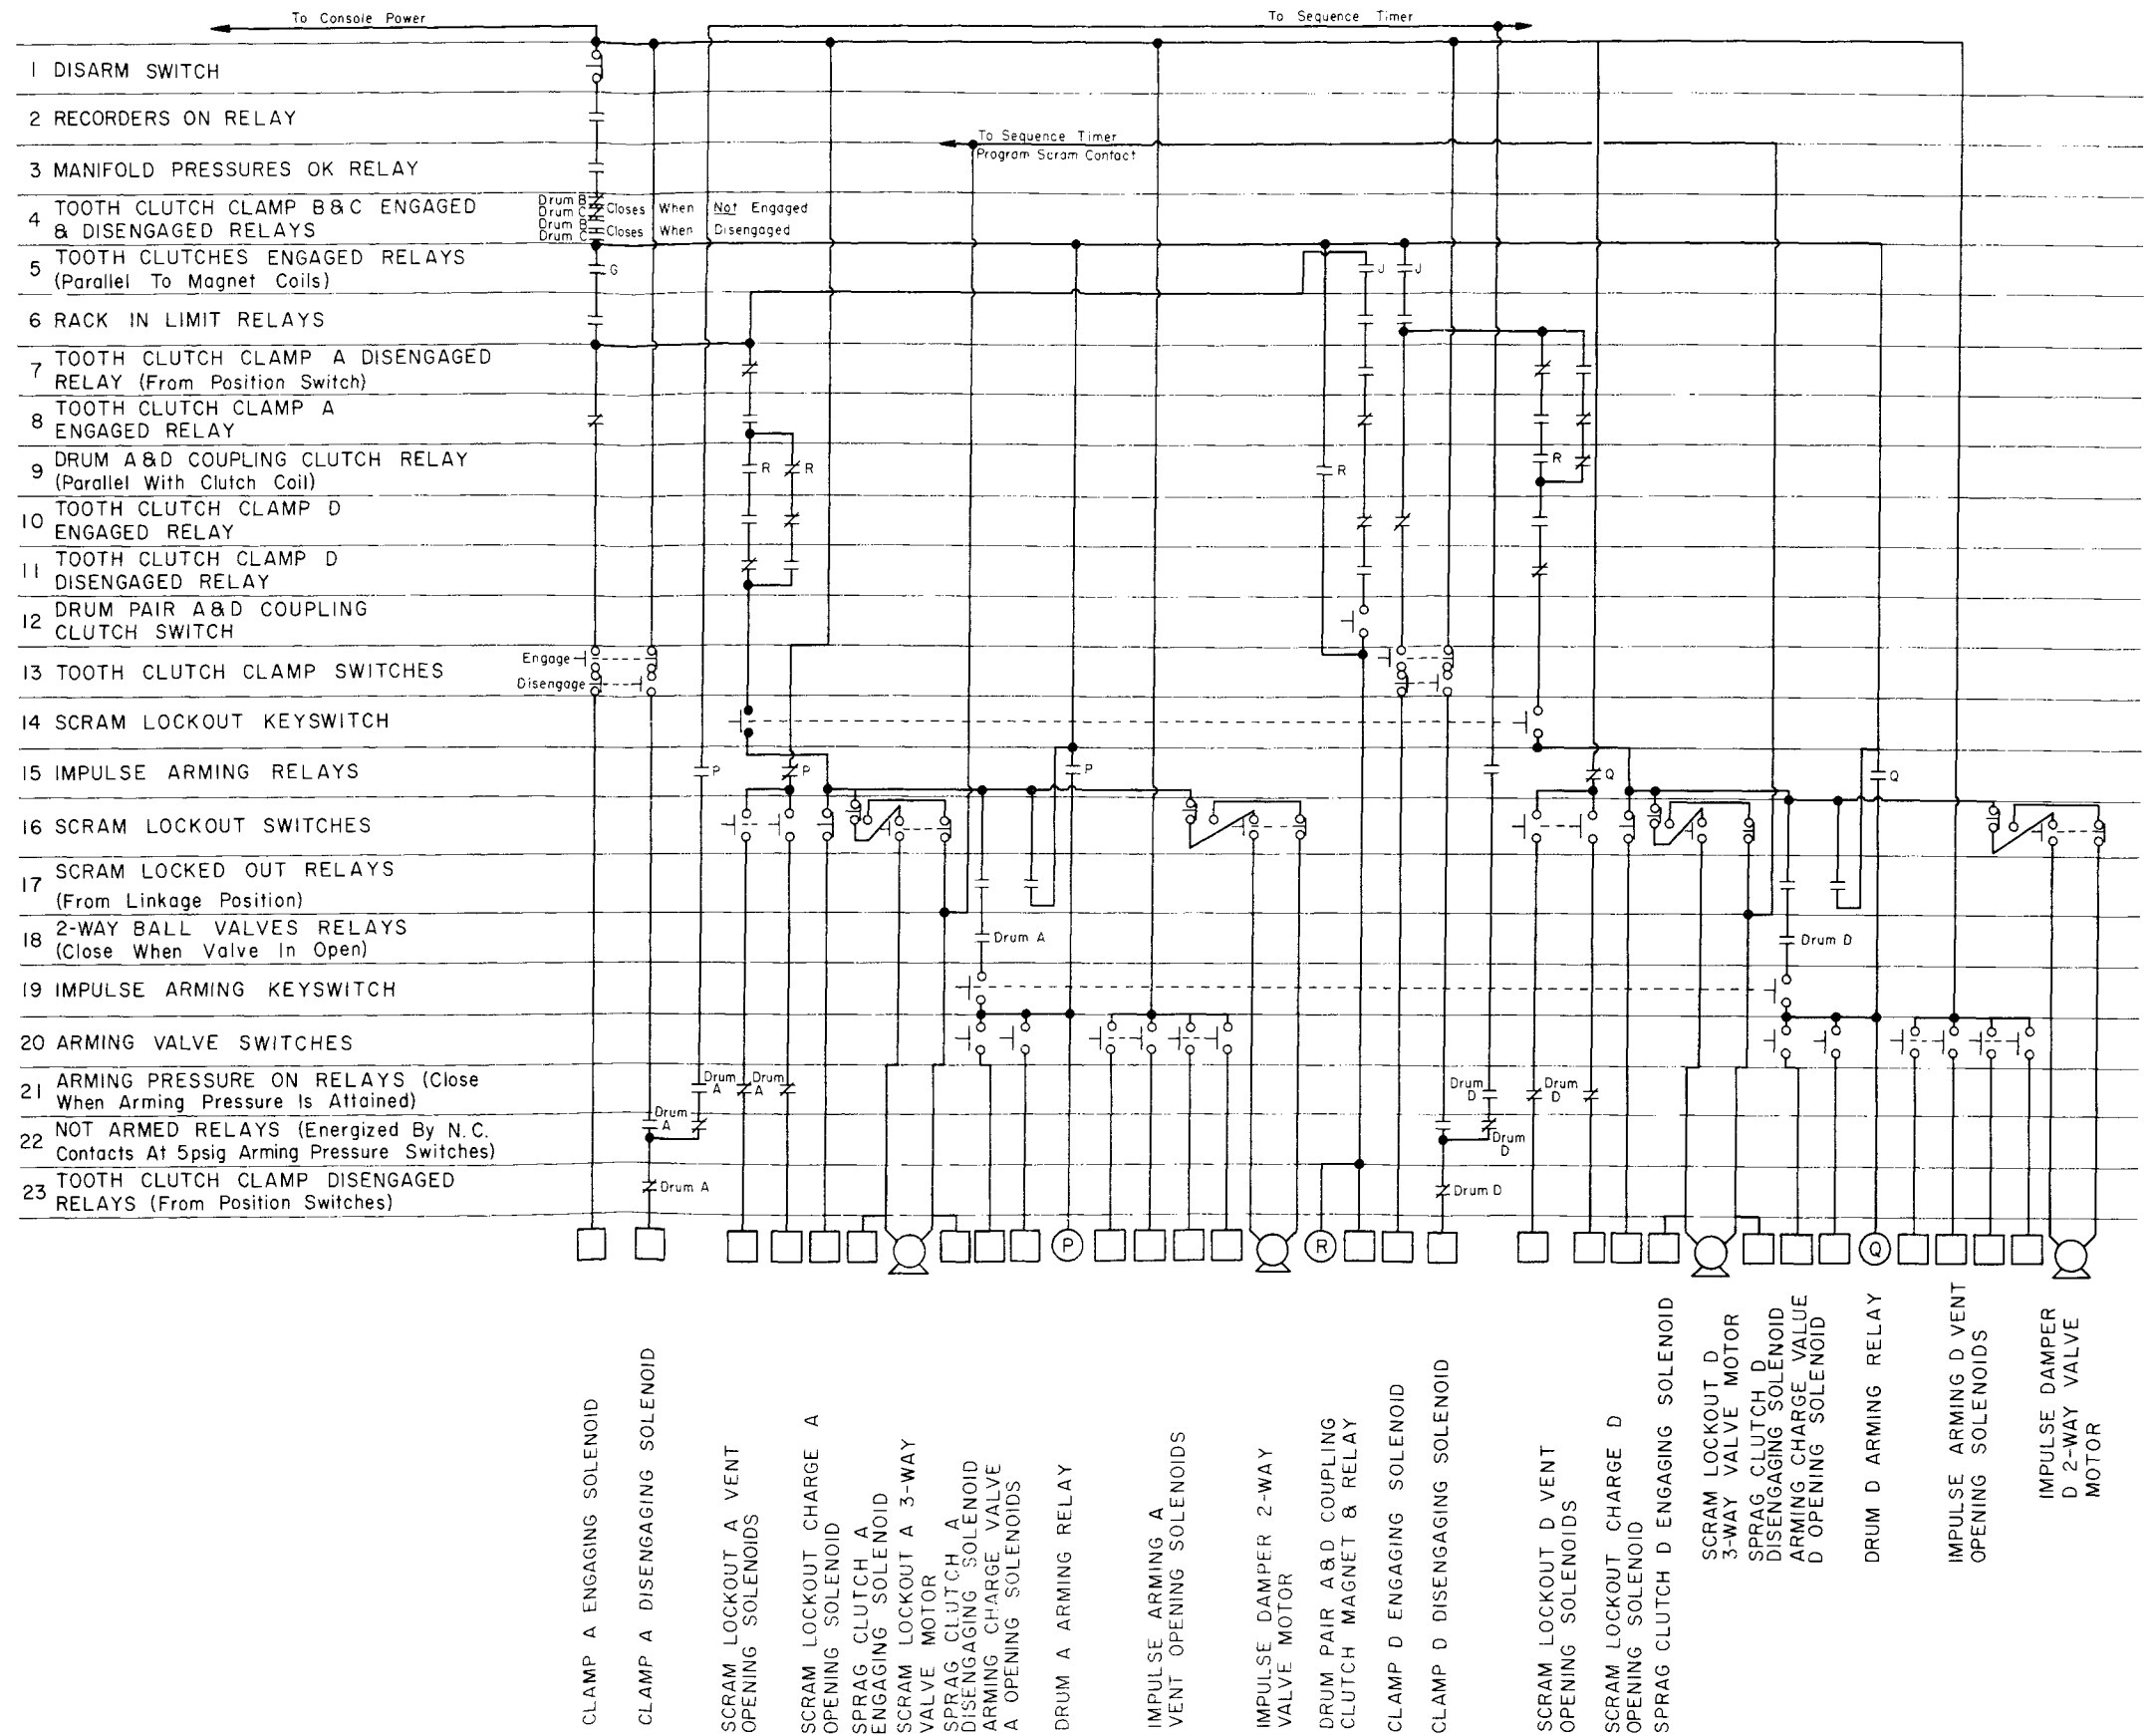 To Console Power
To Sequence Timer
1 DISARM SWITCH
2 RECORDERS ON RELAY
To Sequence Timer
Program Scram Contact
3 MANIFOLD PRESSURES OK RELAY
4 TOOTH CLUTCH CLAMP B&C ENGAGED
& DISENGAGED RELAYS
Drum B
Drum C
Closes When Not Engaged
Drum B
Drum C
Closes When Disengaged
5 TOOTH CLUTCHES ENGAGED RELAYS
(Parallel To Magnet Coils)
G
J
J
6 RACK IN LIMIT RELAYS
7 TOOTH CLUTCH CLAMP A DISENGAGED
RELAY (From Position Switch)
8 TOOTH CLUTCH CLAMP A
ENGAGED RELAY
9 DRUM A&D COUPLING CLUTCH RELAY
(Parallel With Clutch Coil)
R
R
R
R
10 TOOTH CLUTCH CLAMP D
ENGAGED RELAY
11 TOOTH CLUTCH CLAMP D
DISENGAGED RELAY
12 DRUM PAIR A&D COUPLING
CLUTCH SWITCH
13 TOOTH CLUTCH CLAMP SWITCHES
Engage
Disengage
14 SCRAM LOCKOUT KEYSWITCH
15 IMPULSE ARMING RELAYS
P
P
P
Q
Q
16 SCRAM LOCKOUT SWITCHES
17 SCRAM LOCKED OUT RELAYS
(From Linkage Position)
18 2-WAY BALL VALVES RELAYS
(Close When Valve In Open)
Drum A
Drum D
19 IMPULSE ARMING KEYSWITCH
20 ARMING VALVE SWITCHES
21 ARMING PRESSURE ON RELAYS (Close
When Arming Pressure Is Attained)
Drum A
Drum A
Drum D
Drum D
22 NOT ARMED RELAYS (Energized By N.C.
Contacts At 5psig Arming Pressure Switches)
Drum A
Drum D
23 TOOTH CLUTCH CLAMP DISENGAGED
RELAYS (From Position Switches)
Drum A
Drum D
P
R
Q
CLAMP A ENGAGING SOLENOID
CLAMP A DISENGAGING SOLENOID
SCRAM LOCKOUT A VENT
OPENING SOLENOIDS
SCRAM LOCKOUT CHARGE A
OPENING SOLENOID
SPRAG CLUTCH A
ENGAGING SOLENOID
SCRAM LOCKOUT A 3-WAY
VALVE MOTOR
SPRAG CLUTCH A
DISENGAGING SOLENOID
ARMING CHARGE VALVE
A OPENING SOLENOIDS
DRUM A ARMING RELAY
IMPULSE ARMING A
VENT OPENING SOLENOIDS
IMPULSE DAMPER 2-WAY
VALVE MOTOR
DRUM PAIR A&D COUPLING
CLUTCH MAGNET & RELAY
CLAMP D ENGAGING SOLENOID
CLAMP D DISENGAGING SOLENOID
SCRAM LOCKOUT D VENT
OPENING SOLENOIDS
SCRAM LOCKOUT CHARGE D
OPENING SOLENOID
SPRAG CLUTCH D ENGAGING SOLENOID
SCRAM LOCKOUT D
3-WAY VALVE MOTOR
SPRAG CLUTCH D
DISENGAGING SOLENOID
ARMING CHARGE VALUE
D OPENING SOLENOID
DRUM D ARMING RELAY
IMPULSE ARMING D VENT
OPENING SOLENOIDS
IMPULSE DAMPER
D 2-WAY VALVE
MOTOR